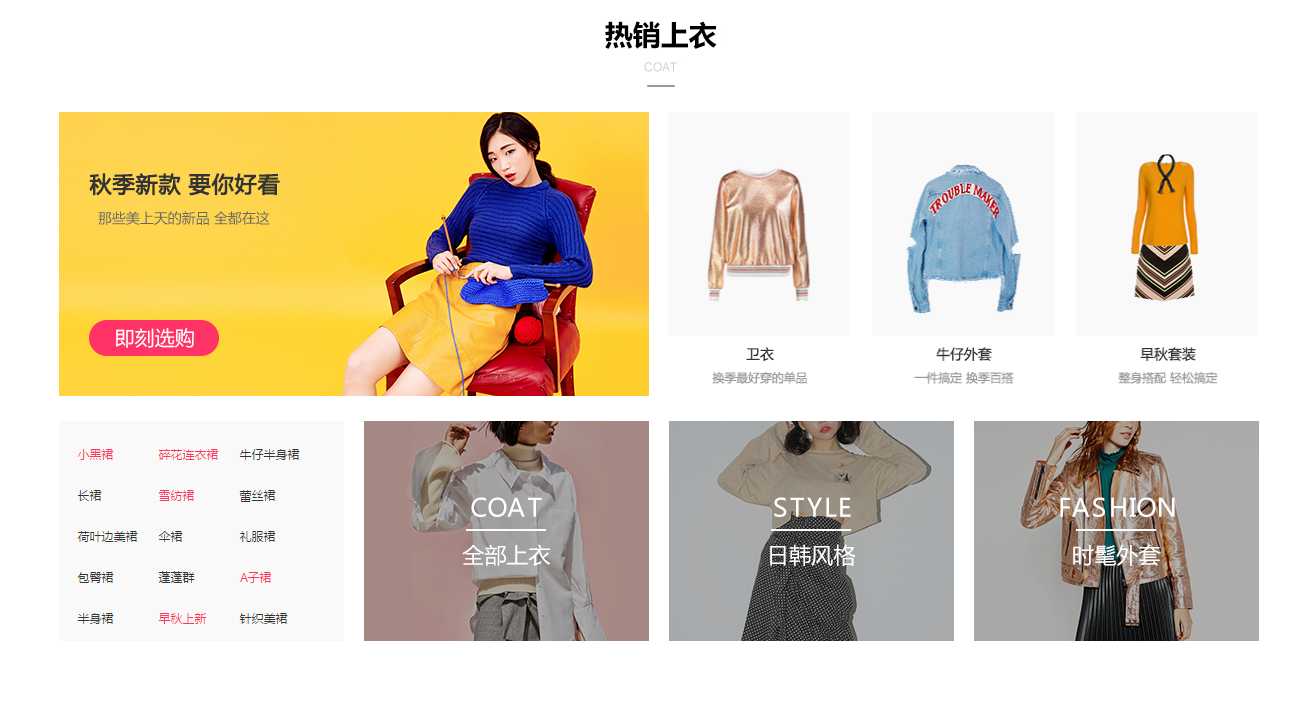 热销上衣
COAT
秋季新款 要你好看
那些美上天的新品 全都在这
即刻选购
TROUBLE MAKER
卫衣
换季最好穿的单品
牛仔外套
一件搞定 换季百搭
早秋套装
整身搭配 轻松搞定
小黑裙 碎花连衣裙 牛仔半身裙
长裙 雪纺裙 蕾丝裙
荷叶边美裙 伞裙 礼服裙
包臀裙 蓬蓬群 A子裙
半身裙 早秋上新 针织美裙
COAT
全部上衣
STYLE
日韩风格
FASHION
时髦外套